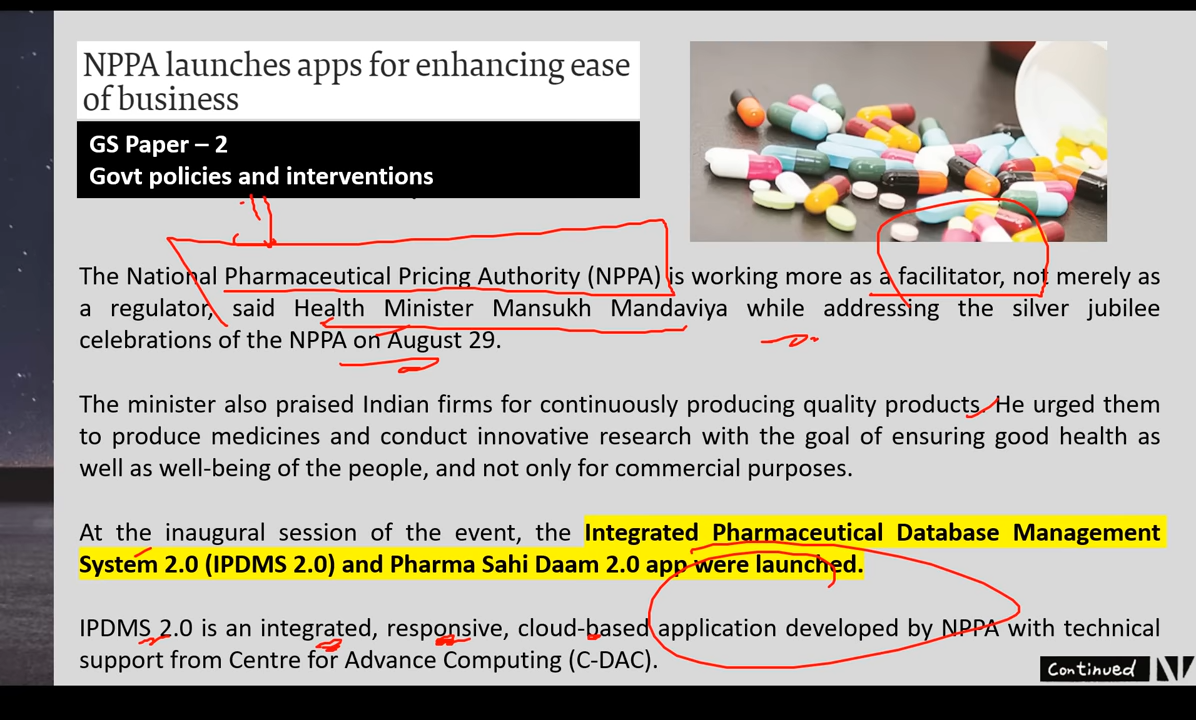 NPPA launches apps for enhancing ease
of business
GS Paper – 2
Govt policies and interventions
The National Pharmaceutical Pricing Authority (NPPA) is working more as a facilitator, not merely as
a regulator, said Health Minister Mansukh Mandaviya while addressing the silver jubilee
celebrations of the NPPA on August 29.
The minister also praised Indian firms for continuously producing quality products. He urged them
to produce medicines and conduct innovative research with the goal of ensuring good health as
well as well-being of the people, and not only for commercial purposes.
At the inaugural session of the event, the Integrated Pharmaceutical Database Management
System 2.0 (IPDMS 2.0) and Pharma Sahi Daam 2.0 app were launched.
IPDMS 2.0 is an integrated, responsive, cloud-based application developed by NPPA with technical
support from Centre for Advance Computing (C-DAC).
Continued